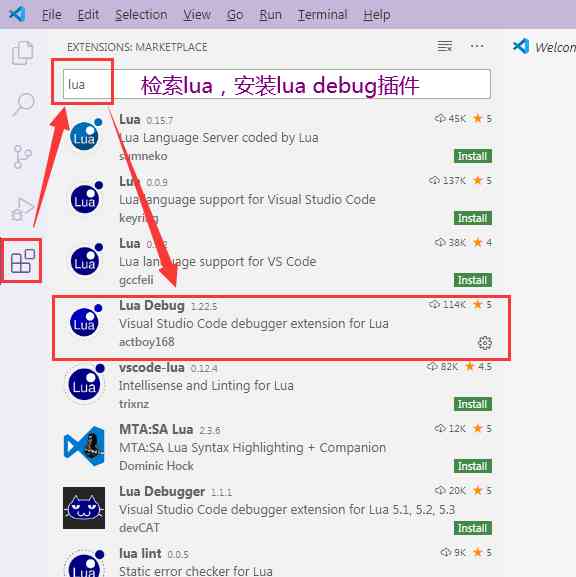 File Edit View Go Run Terminal Help
EXTENSIONS: MARKETPLACE
Welcome
lua
检索lua，安装lua debug插件
Lua 0.15.7 45K 5
Lua Language Server coded by Lua
sumneko Install
Lua 0.0.9 137K 5
Lua language support for Visual Studio Code
keyring Install
Lua 38K 4
Lua language support for VS Code
gccfeli Install
Lua Debug 1.22.5 114K 5
Visual Studio Code debugger extension for Lua
actboy168
vscode-lua 0.12.4 82K 4.5
Intellisense and Linting for Lua
trixnz Install
MTA:SA Lua 2.3.6 12K 5
MTA:SA Lua Syntax Highlighting + Companion
Dominic Hock Install
Lua Debugger 1.1.1 20K 5
Visual Studio Code debugger extension for Lua 5.1, 5.2, 5.3
devCAT Install
lua lint 0.0.5 9K 5
Static error checker for Lua